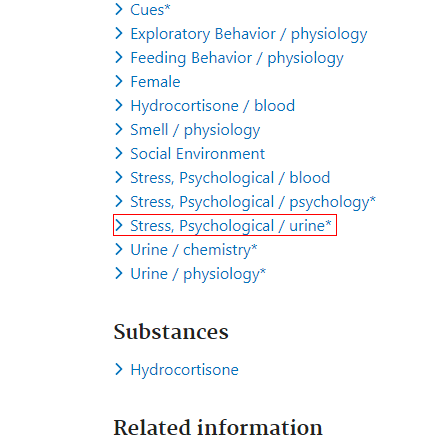 Cues*
Exploratory Behavior / physiology
Feeding Behavior / physiology
Female
Hydrocortisone / blood
Smell / physiology
Social Environment
Stress, Psychological / blood
Stress, Psychological / psychology*
Stress, Psychological / urine*
Urine / chemistry*
Urine / physiology*
Substances
Hydrocortisone
Related information